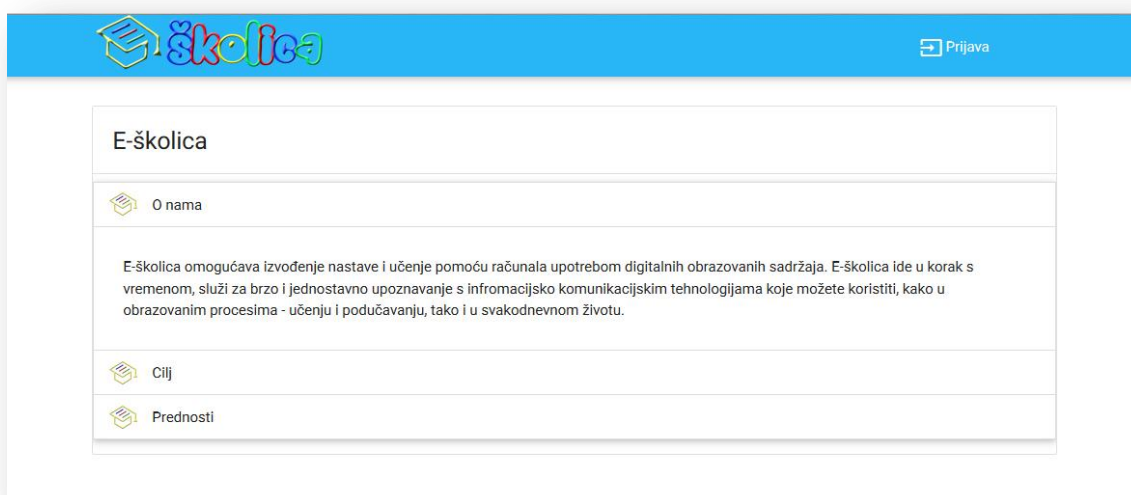 školica
Prijava
E-školica
O nama
E-školica omogućava izvođenje nastave i učenje pomoću računala upotrebom digitalnih obrazovanih sadržaja. E-školica ide u korak s
vremenom, služi za brzo i jednostavno upoznavanje s infromacijsko komunikacijskim tehnologijama koje možete koristiti, kako u
obrazovanim procesima - učenju i podučavanju, tako i u svakodnevnom životu.
Cilj
Prednosti